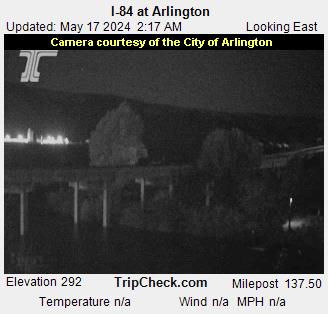 I-84 at Arlington
Updated: May 17 2024 2:17 AM Looking East
Camera courtesy of the City of Arlington
Elevation 292 TripCheck.com Milepost 137.50
Temperature n/a Wind n/a MPH n/a